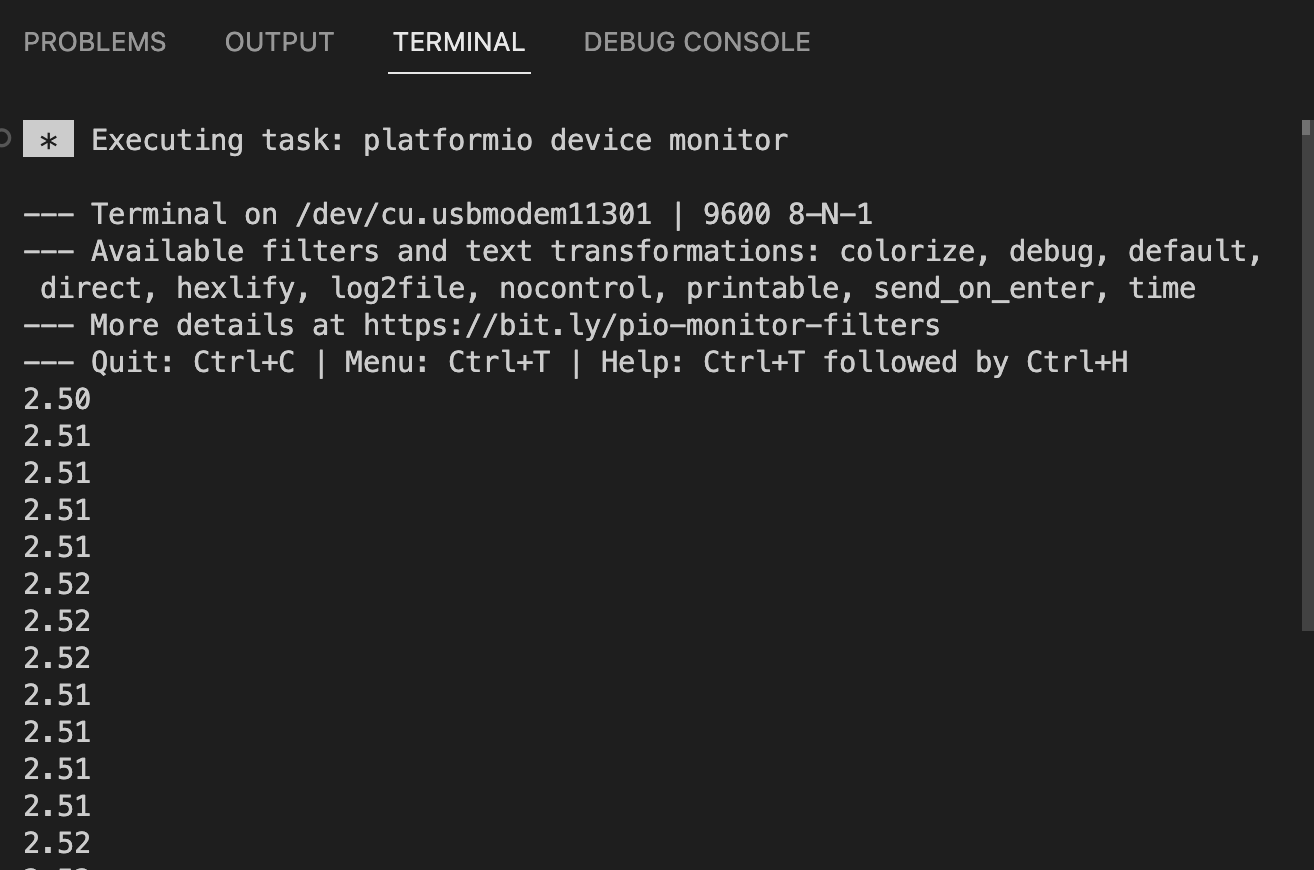 PROBLEMS OUTPUT TERMINAL DEBUG CONSOLE
* Executing task: platformio device monitor
--- Terminal on /dev/cu.usbmodem11301 | 9600 8-N-1
--- Available filters and text transformations: colorize, debug, default,
direct, hexlify, log2file, nocontrol, printable, send_on_enter, time
--- More details at https://bit.ly/pio-monitor-filters
--- Quit: Ctrl+C | Menu: Ctrl+T | Help: Ctrl+T followed by Ctrl+H
2.50
2.51
2.51
2.51
2.51
2.52
2.52
2.52
2.51
2.51
2.51
2.51
2.52